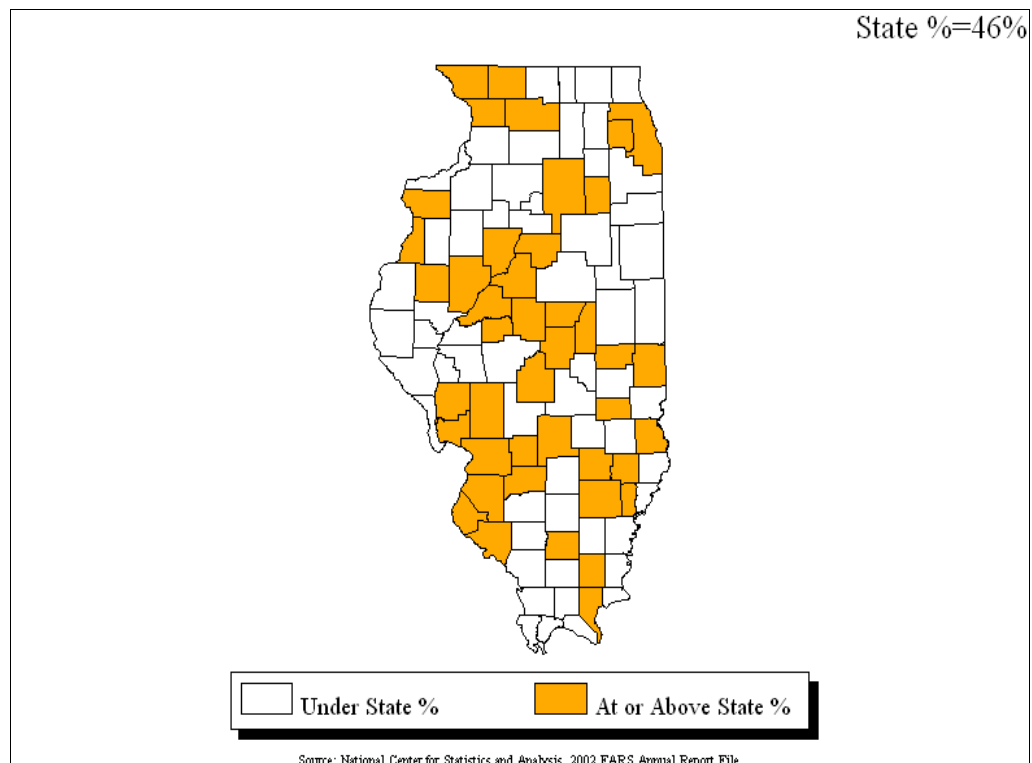 State %=46%
Under State %
At or Above State %
Source: National Center for Statistics and Analysis, 2002 FARS Annual Report File